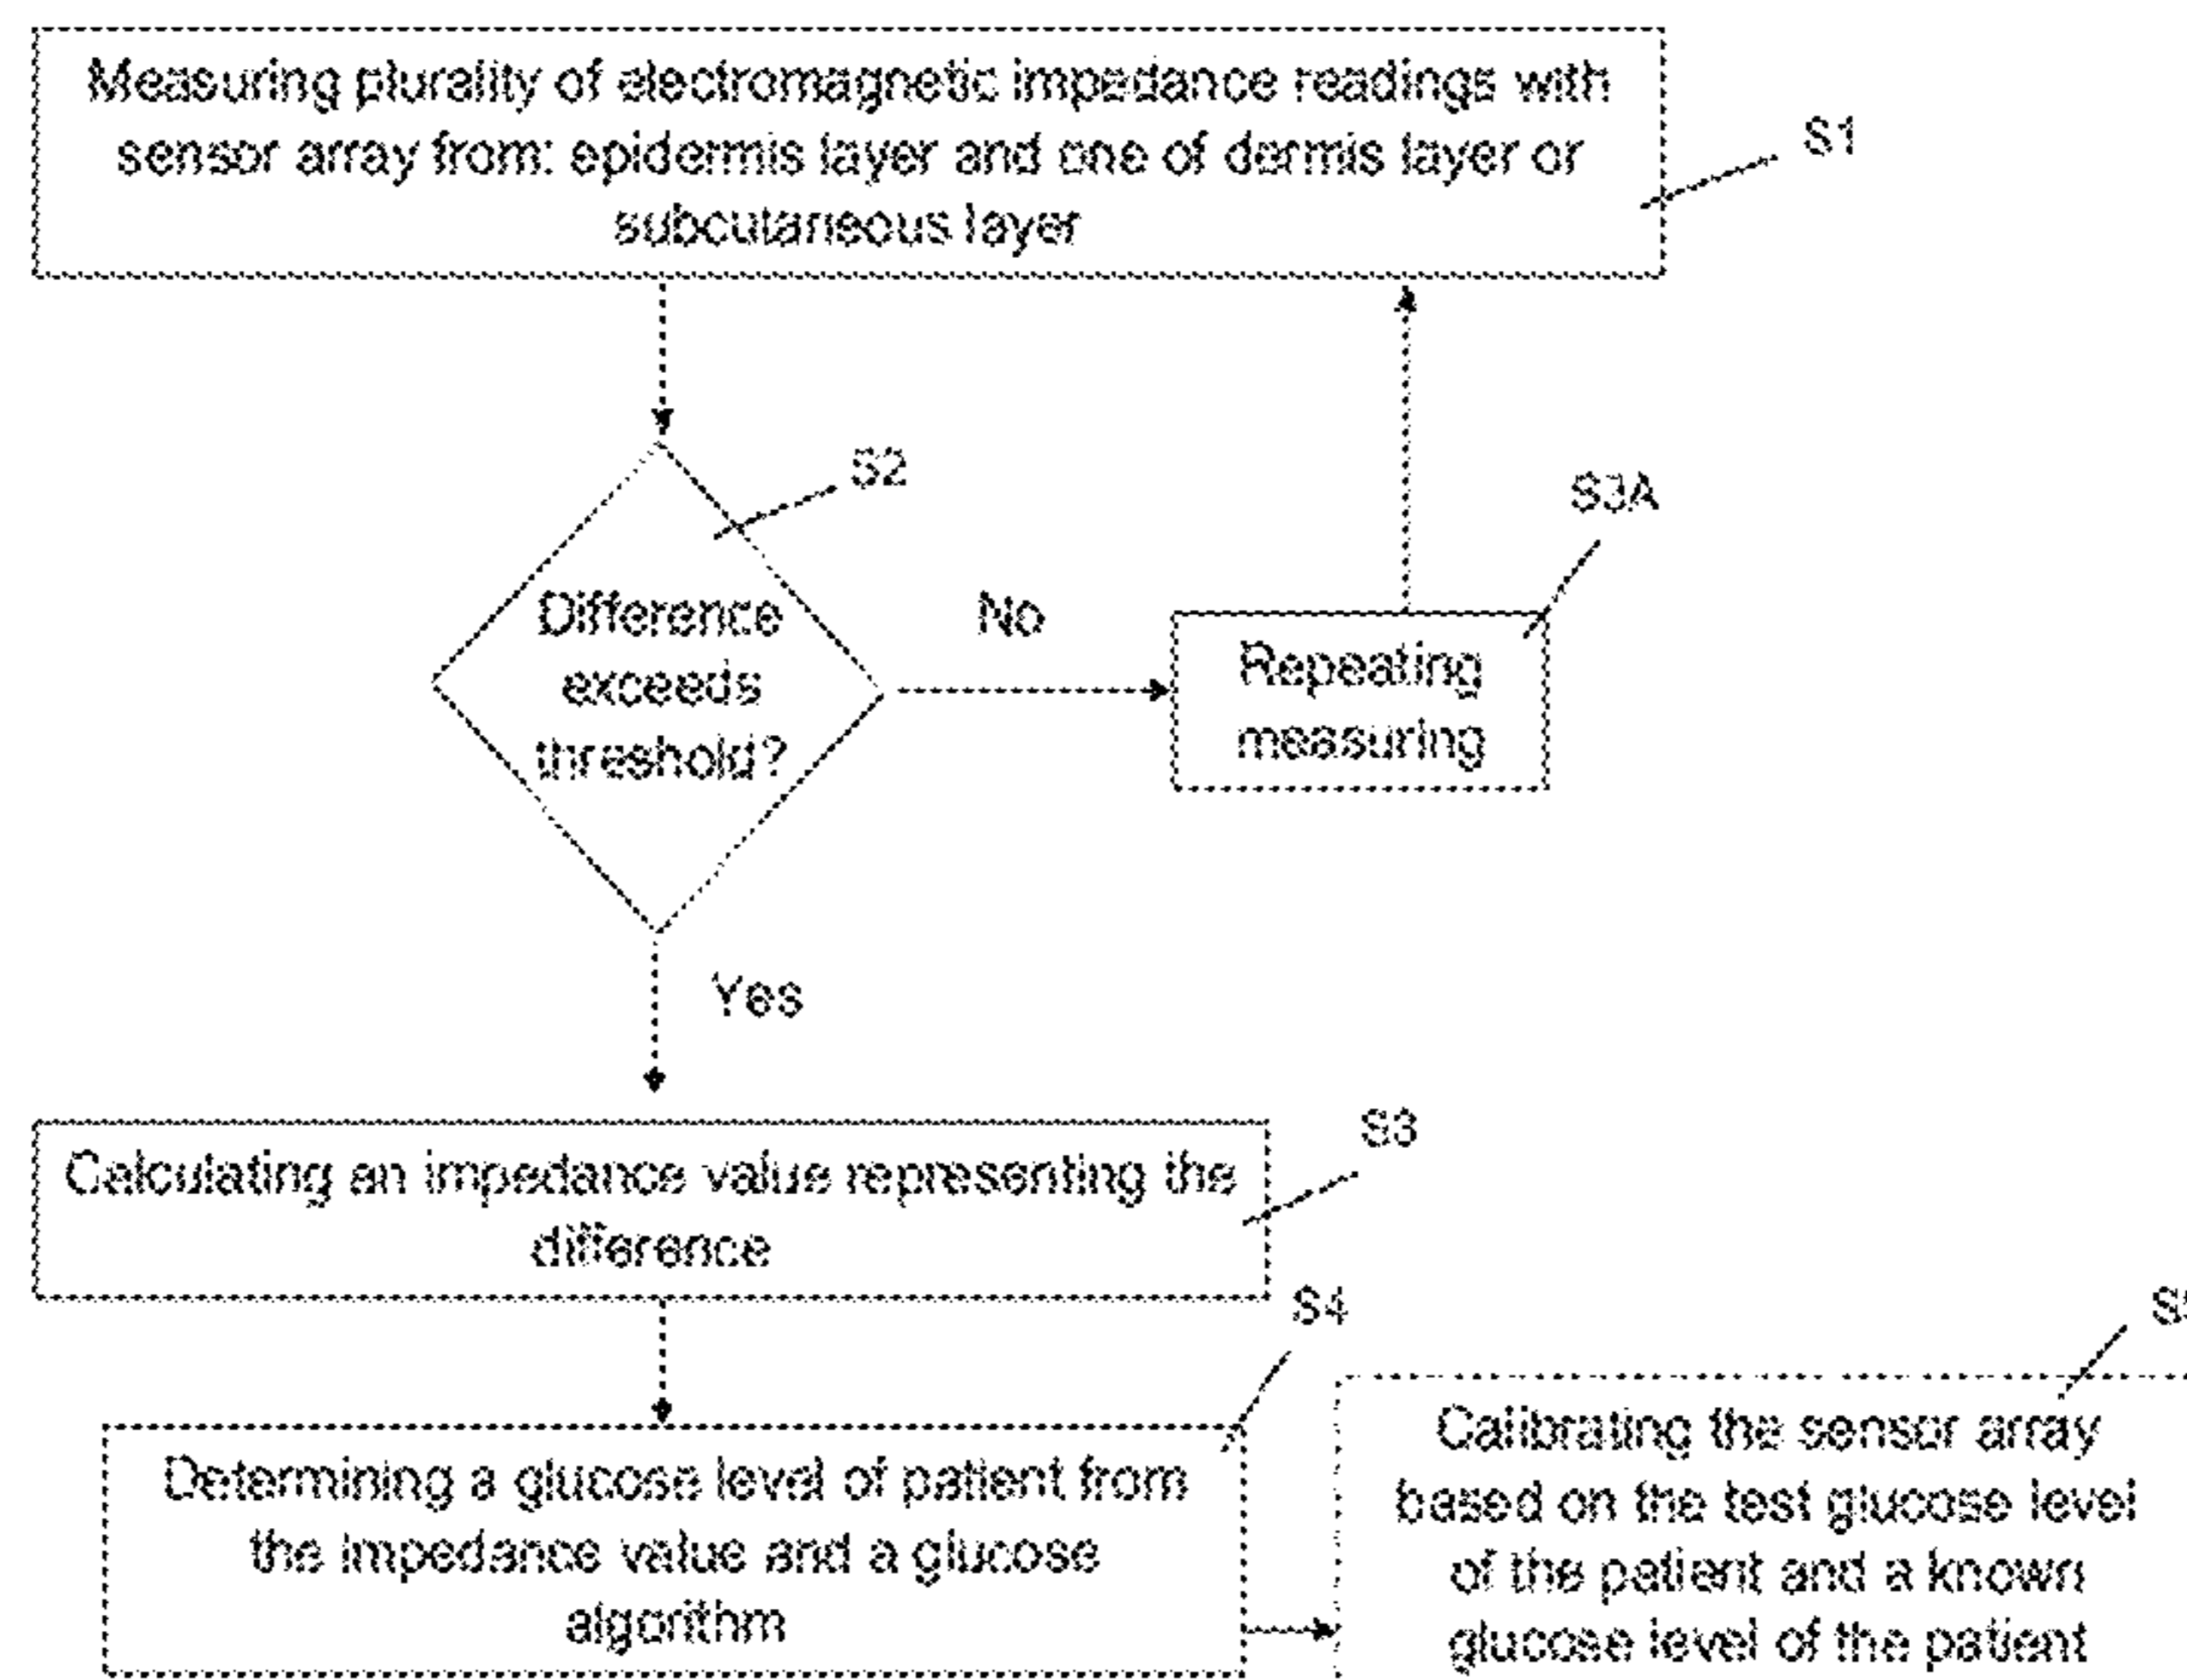 Measuring plurality of electromagnetic impedance readings with
sensor array from: epidermis layer and one of dermis layer or
subcutaneous layer
S1
S2
S3A
Difference
exceeds
threshold?
No
Repeating
measuring
Yes
S3
Calculating an impedance value representing the
difference
S4
Determining a glucose level of patient from
the impedance value and a glucose
algorithm
Calibrating the sensor array
based on the test glucose level
of the patient and a known
glucose level of the patient